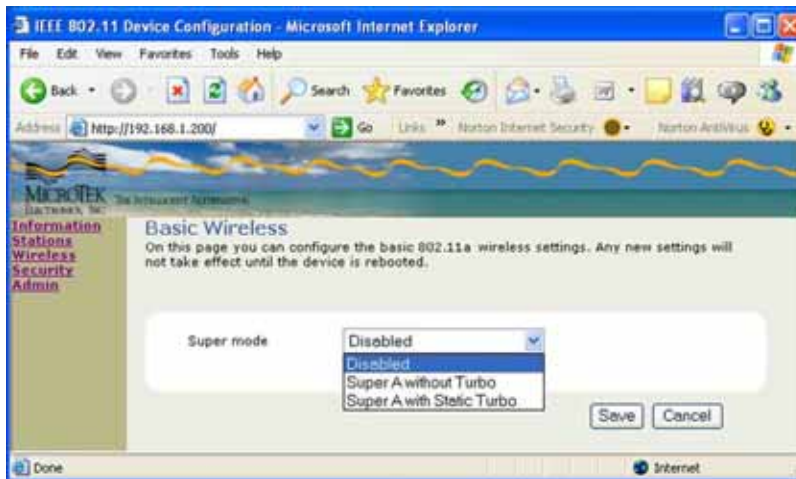 IEEE 802.11 Device Configuration - Microsoft Internet Explorer
File Edit View Favorites Tools Help
Back Search Favorites
Address http://192.168.1.200/ Go Links » Norton Internet Security Norton AntiVirus
MICROTEK
ELECTRONICS, INC
Information
Stations
Wireless
Security
Admin
Basic Wireless
On this page you can configure the basic 802.11a wireless settings. Any new settings will
not take effect until the device is rebooted.
Super mode Disabled
Disabled
Super A without Turbo
Super A with Static Turbo
Save Cancel
Done Internet